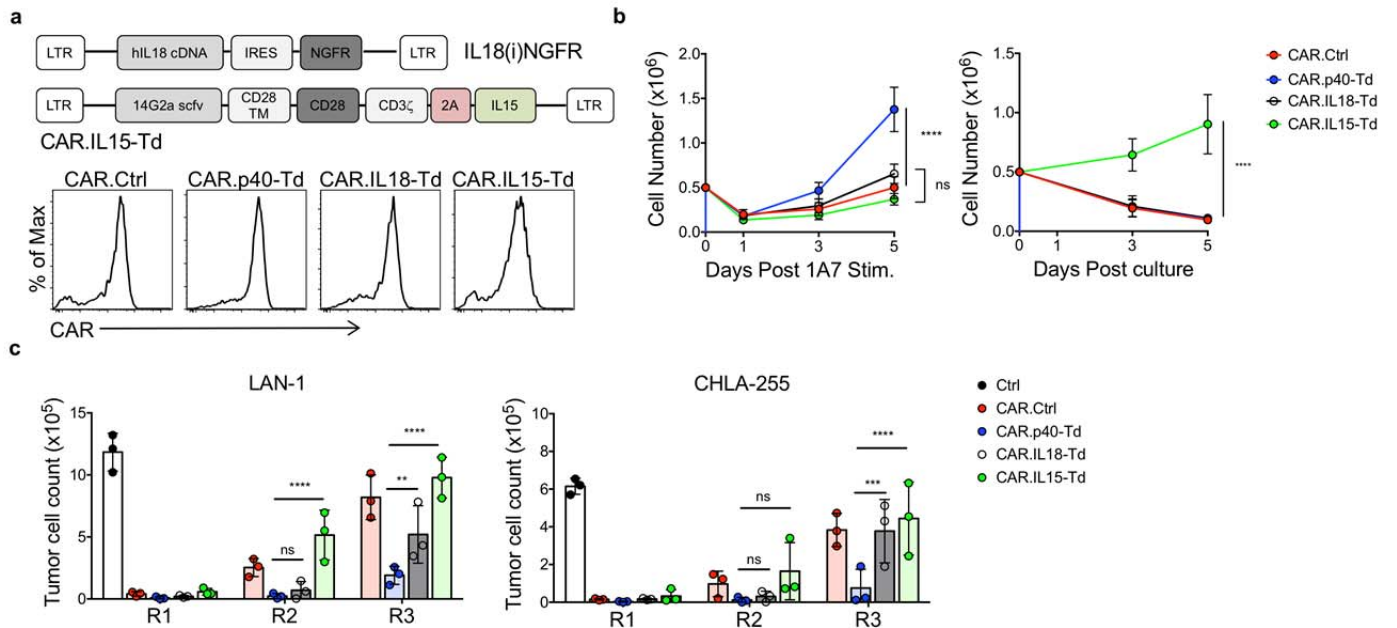 a
LTR hIL18 cDNA IRES NGFR LTR IL18(i)NGFR
LTR 14G2a scfv CD28 TM CD28 CD3ζ 2A IL15 LTR
CAR.IL15-Td
CAR.Ctrl CAR.p40-Td CAR.IL18-Td CAR.IL15-Td
% of Max
CAR
b
Cell Number (x10⁶)
2.0
1.5
1.0
0.5
0.0
0 1 3 5
Days Post 1A7 Stim.
****
ns
Cell Number (x10⁶)
1.5
1.0
0.5
0.0
0 1 3 5
Days Post culture
****
CAR.Ctrl
CAR.p40-Td
CAR.IL18-Td
CAR.IL15-Td
c
LAN-1
Tumor cell count (x10⁵)
15
10
5
0
R1 R2 R3
ns
****
**
****
CHLA-255
Tumor cell count (x10⁵)
10
8
6
4
2
0
R1 R2 R3
ns
ns
***
****
Ctrl
CAR.Ctrl
CAR.p40-Td
CAR.IL18-Td
CAR.IL15-Td